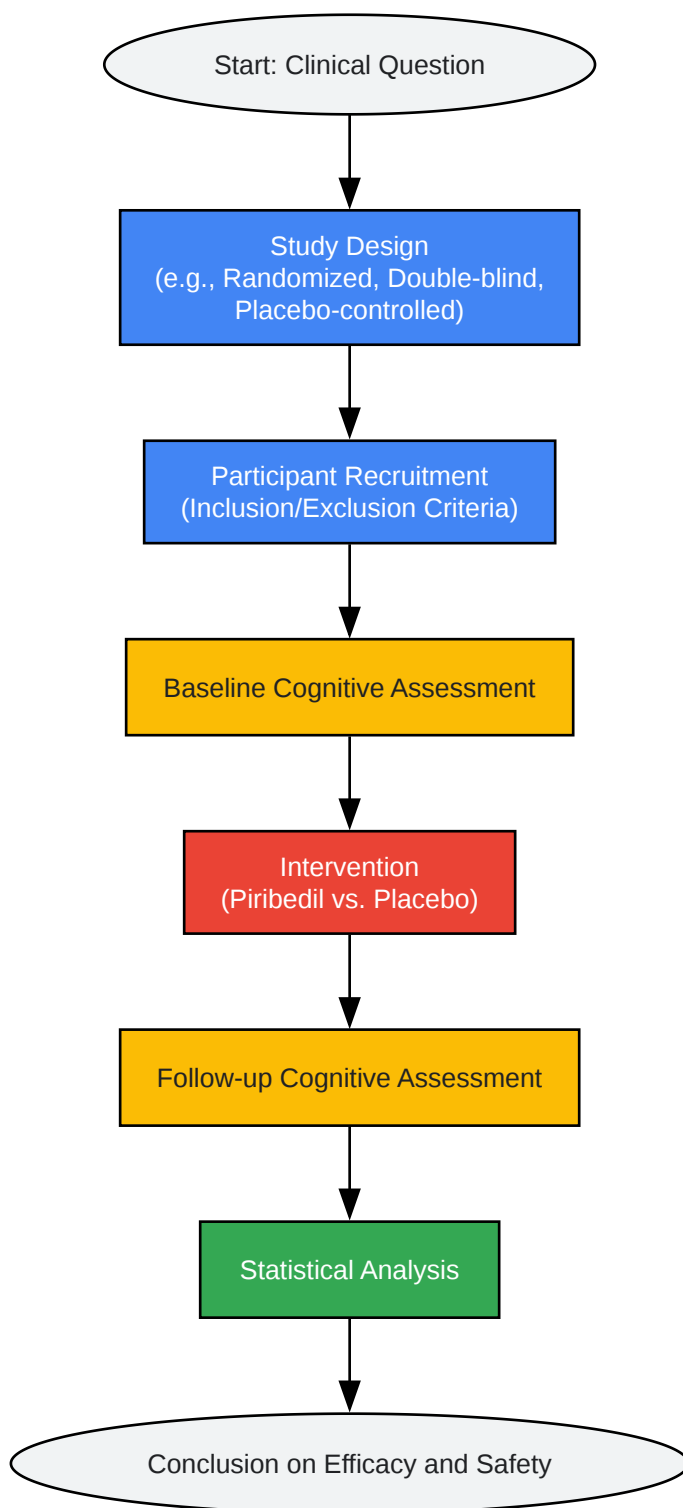 Start: Clinical Question
Study Design
(e.g., Randomized, Double-blind,
Placebo-controlled)
Participant Recruitment
(Inclusion/Exclusion Criteria)
Baseline Cognitive Assessment
Intervention
(Piribedil vs. Placebo)
Follow-up Cognitive Assessment
Statistical Analysis
Conclusion on Efficacy and Safety